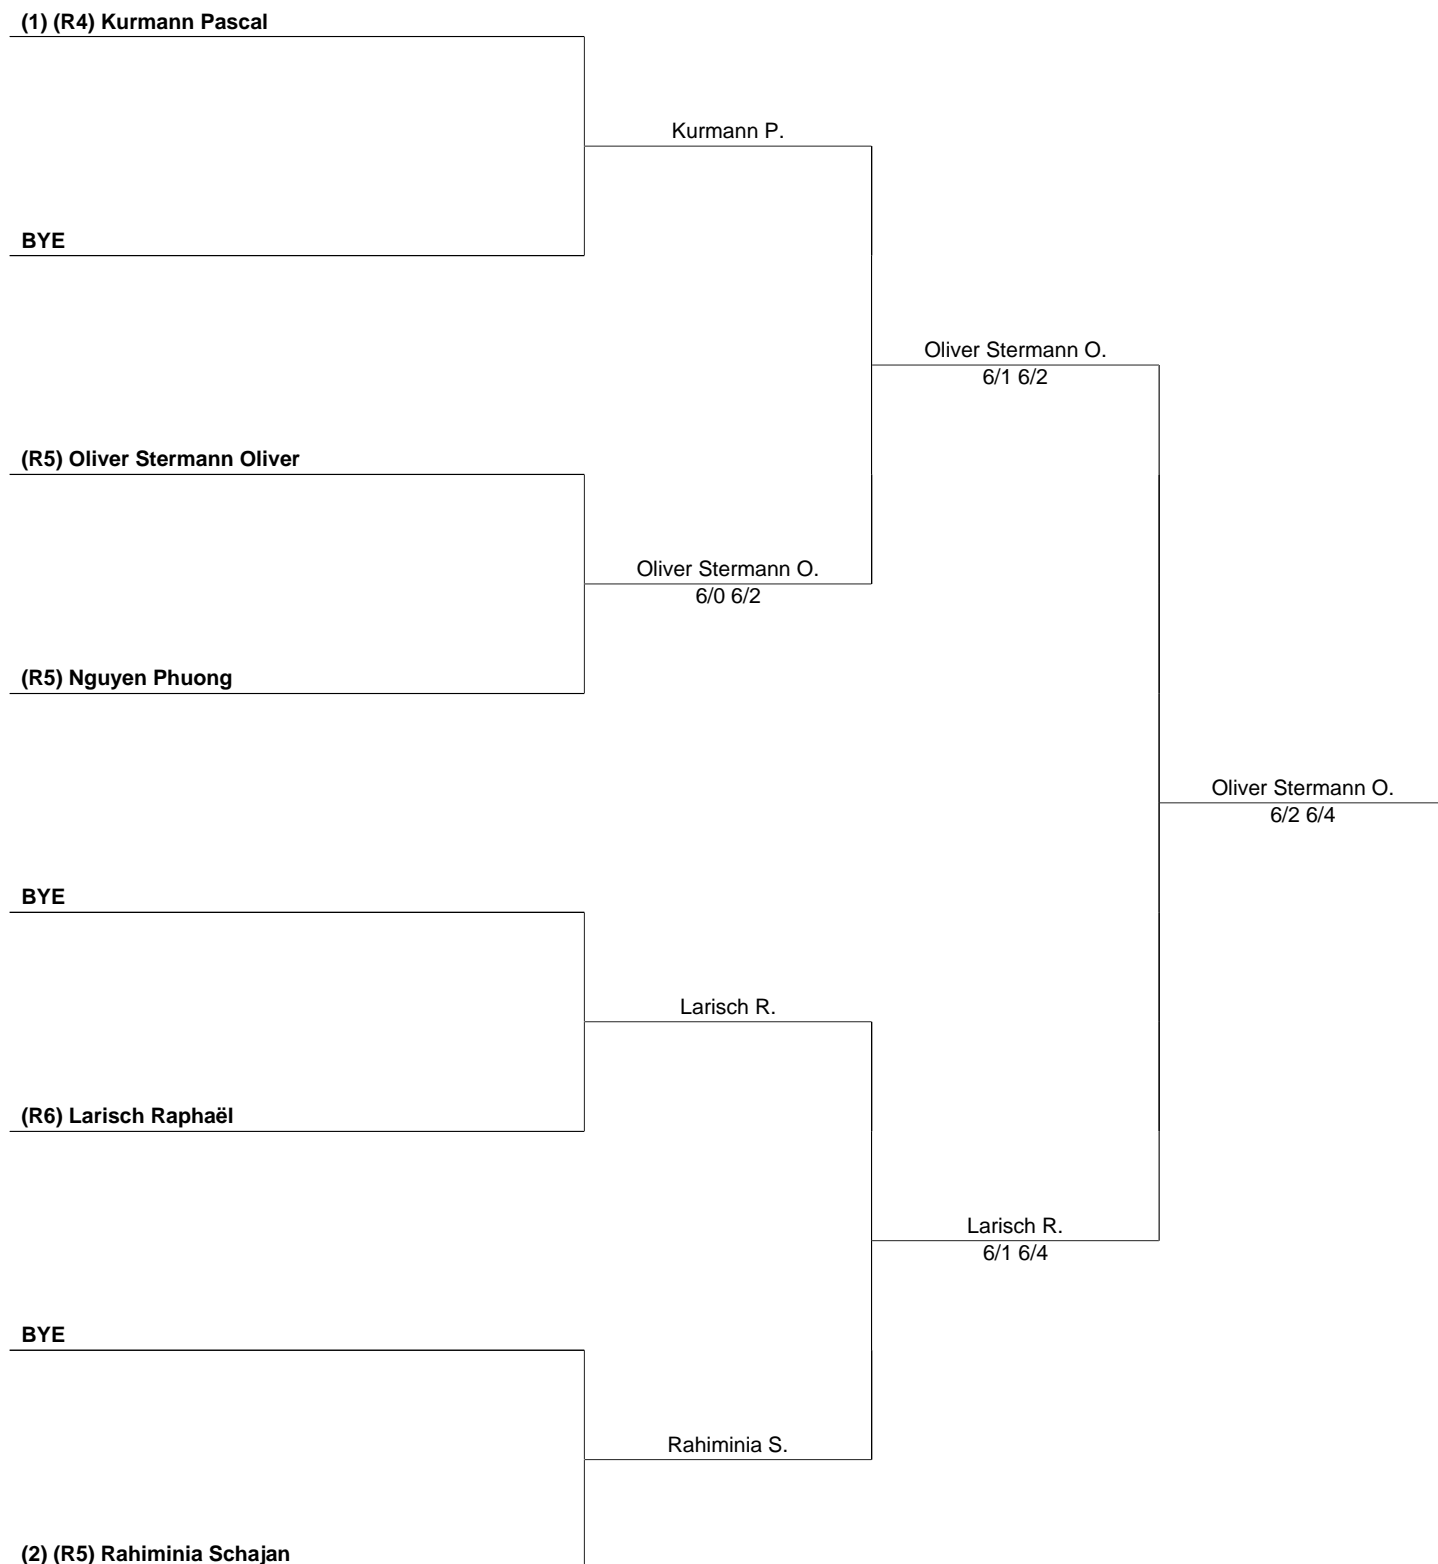 (1) (R4) Kurmann Pascal
Kurmann P.
BYE
Oliver Stermann O.
6/1 6/2
(R5) Oliver Stermann Oliver
Oliver Stermann O.
6/0 6/2
(R5) Nguyen Phuong
Oliver Stermann O.
6/2 6/4
BYE
Larisch R.
(R6) Larisch Raphaël
Larisch R.
6/1 6/4
BYE
Rahiminia S.
(2) (R5) Rahiminia Schajan